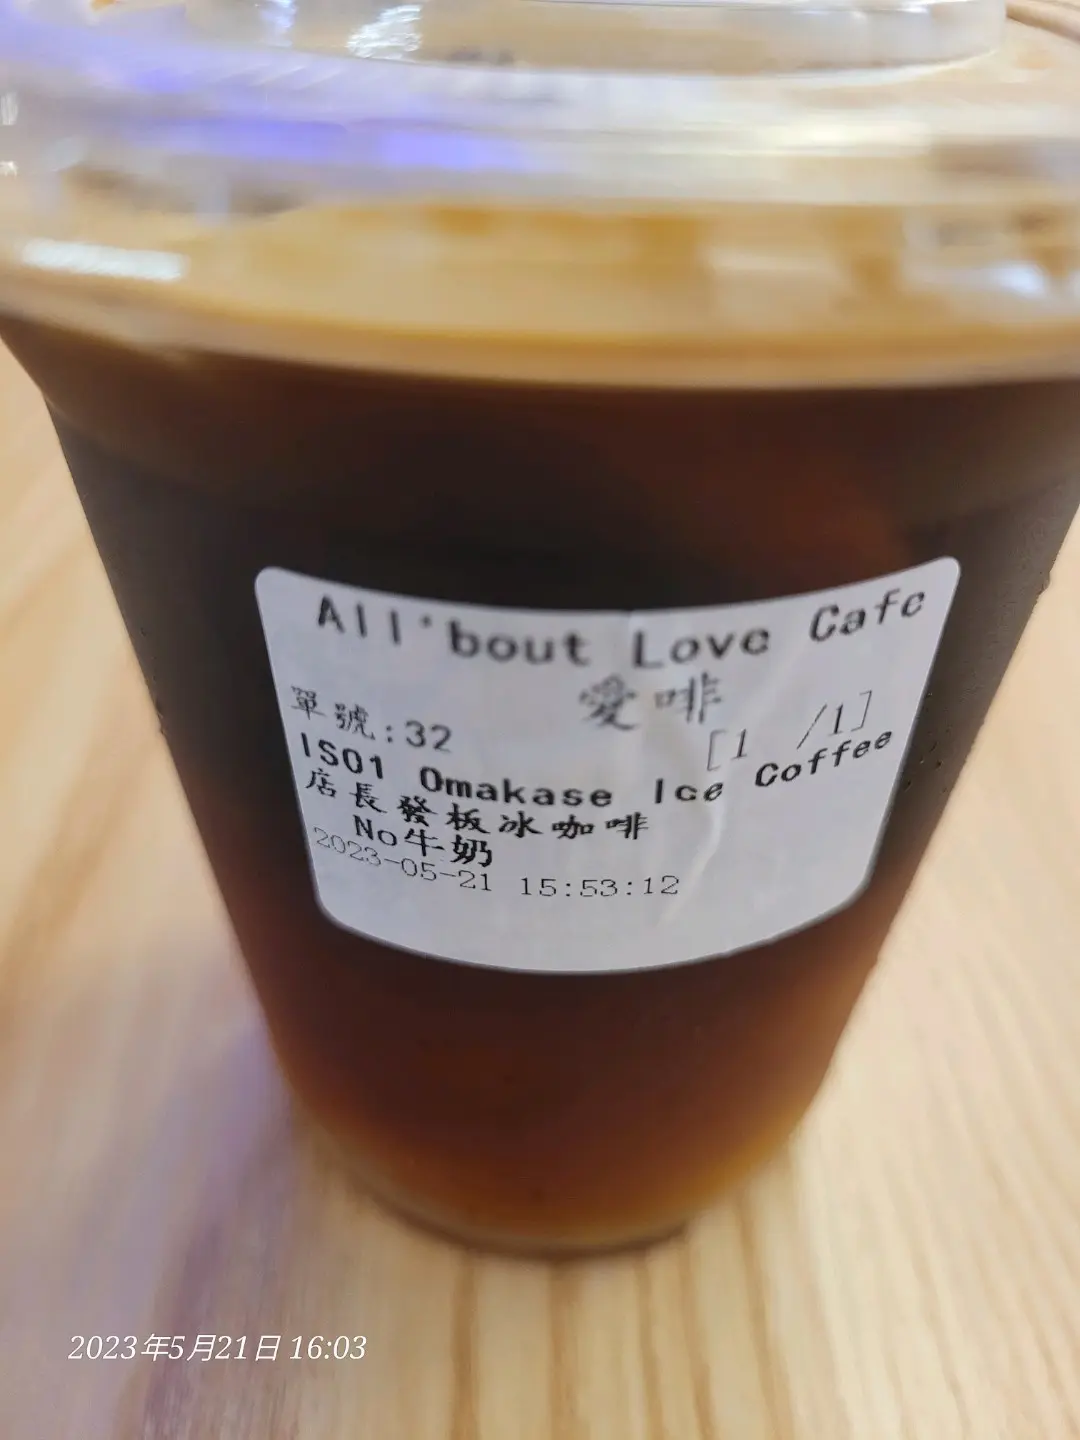 All'bout Love Cafe
愛啡
單號:32 [1 /1]
IS01 Omakase Ice Coffee
店長發板冰咖啡
No牛奶
2023-05-21 15:53:12
2023年5月21日 16:03